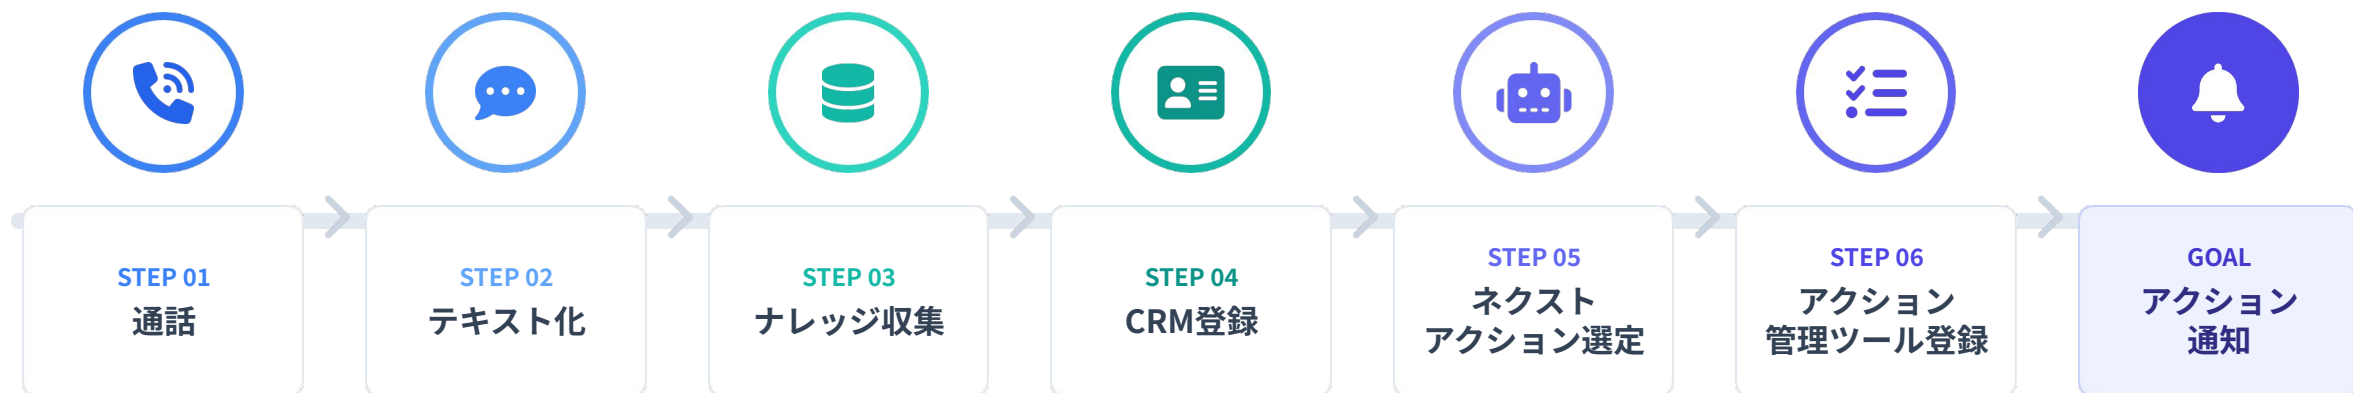 STEP 01
通話
STEP 02
テキスト化
STEP 03
ナレッジ収集
STEP 04
CRM登録
STEP 05
ネクスト
アクション選定
STEP 06
アクション
管理ツール登録
GOAL
アクション
通知